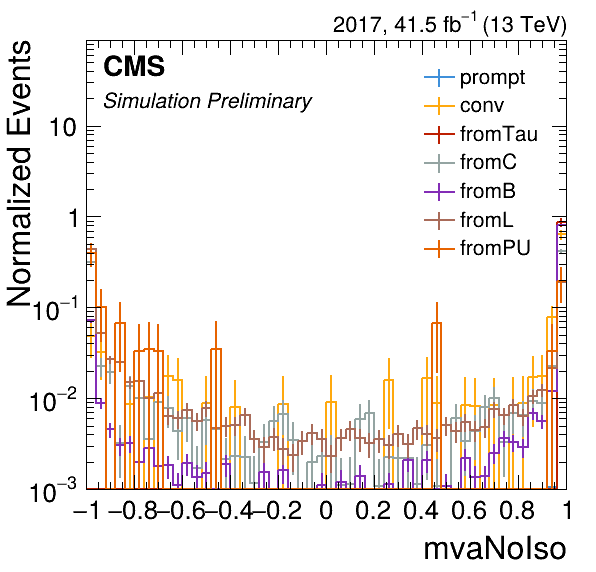 2017, 41.5 fb⁻¹ (13 TeV)
CMS
Simulation Preliminary
prompt
conv
fromTau
fromC
fromB
fromL
fromPU
Normalized Events
10
1
10⁻¹
10⁻²
10⁻³
−1 −0.8 −0.6 −0.4 −0.2 0 0.2 0.4 0.6 0.8 1
mvaNoIso